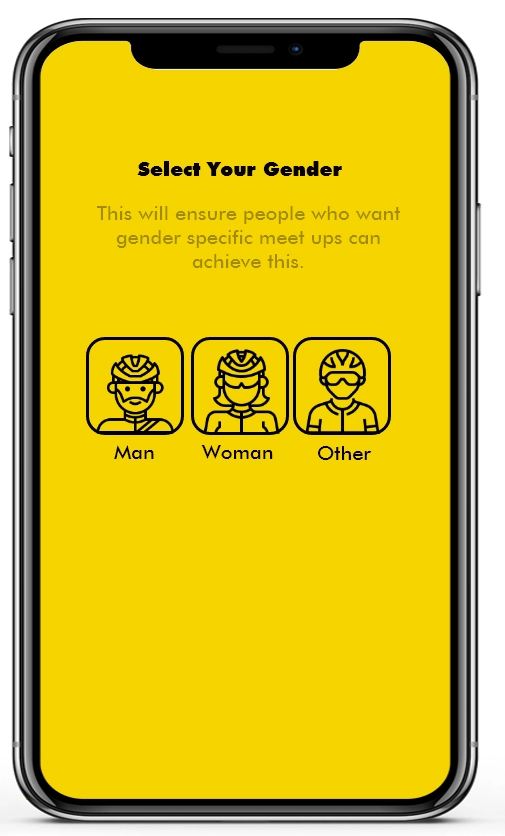 Select Your Gender
This will ensure people who want
gender specific meet ups can
achieve this.
Man Woman Other